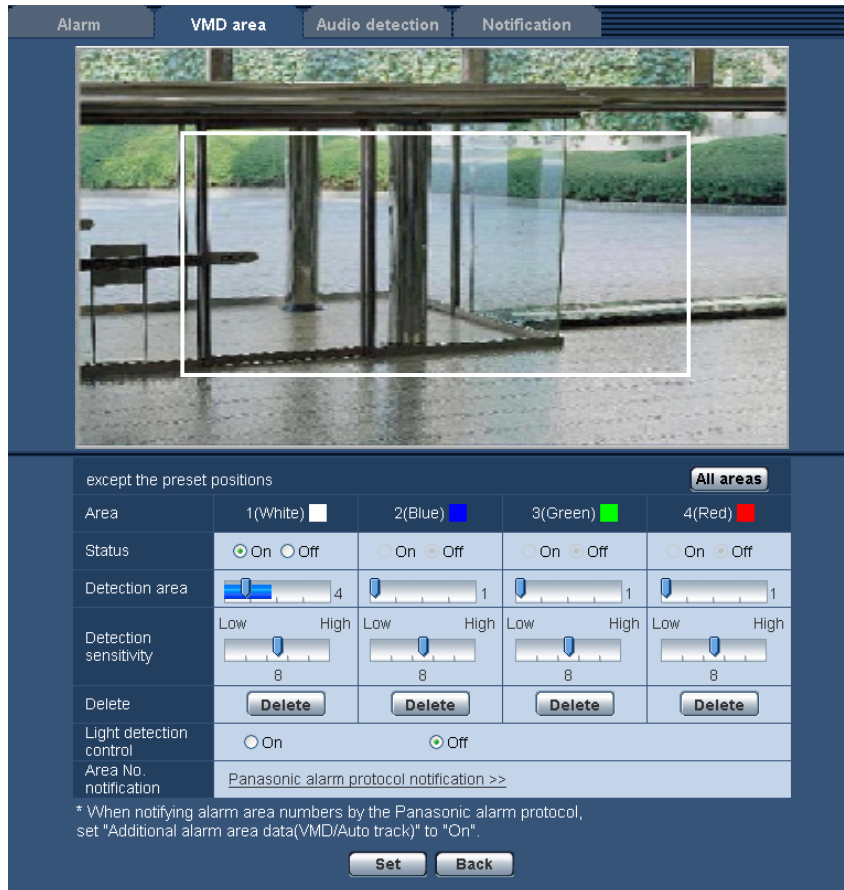 Alarm VMD area Audio detection Notification
except the preset positions All areas
Area 1(White) 2(Blue) 3(Green) 4(Red)
Status On Off On Off On Off On Off
Detection area 4 1 1 1
Detection sensitivity Low High Low High Low High Low High
8 8 8 8
Delete Delete Delete Delete Delete
Light detection control On Off
Area No. notification Panasonic alarm protocol notification >>
* When notifying alarm area numbers by the Panasonic alarm protocol,
set "Additional alarm area data(VMD/Auto track)" to "On".
Set Back